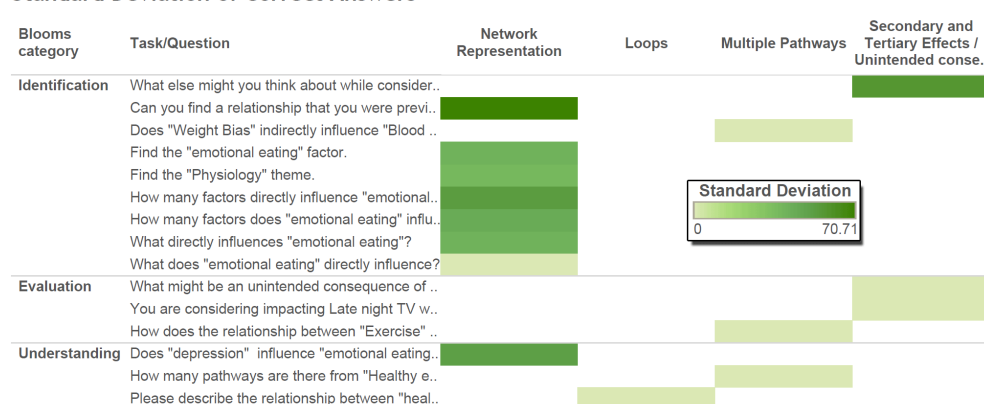 Blooms category
Task/Question
Network Representation
Loops
Multiple Pathways
Secondary and Tertiary Effects / Unintended conse.
Identification
What else might you think about while consider..
Can you find a relationship that you were previ..
Does "Weight Bias" indirectly influence "Blood ..
Find the "emotional eating" factor.
Find the "Physiology" theme.
How many factors directly influence "emotional..
How many factors does "emotional eating" influ..
What directly influences "emotional eating"?
What does "emotional eating" directly influence?
Standard Deviation
0 70.71
Evaluation
What might be an unintended consequence of ..
You are considering impacting Late night TV w..
How does the relationship between "Exercise" ..
Understanding
Does "depression" influence "emotional eating..
How many pathways are there from "Healthy e..
Please describe the relationship between "heal..